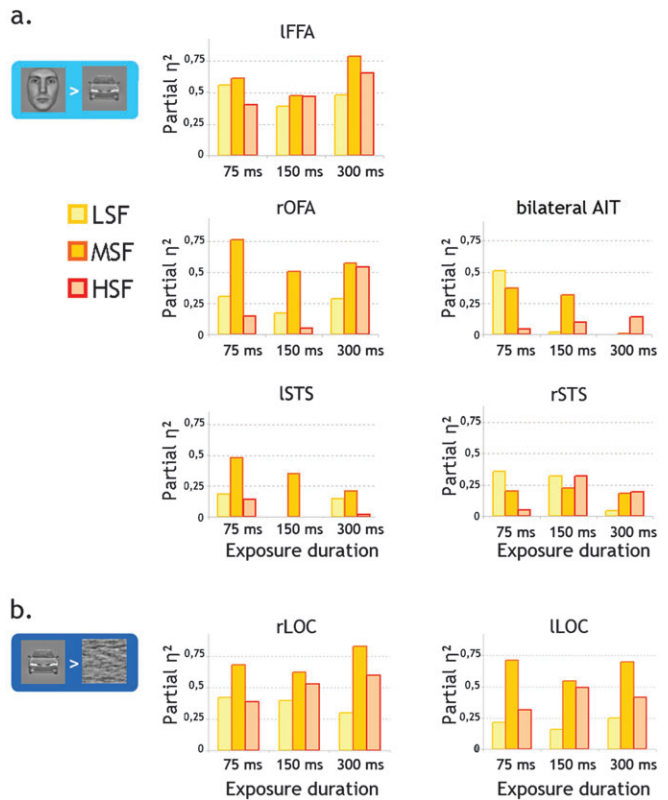 a.
lFFA
Partial η²
0,75
0,5
0,25
0
75 ms 150 ms 300 ms
>
LSF
MSF
HSF
rOFA
Partial η²
0,75
0,5
0,25
0
75 ms 150 ms 300 ms
bilateral AIT
Partial η²
0,75
0,5
0,25
0
75 ms 150 ms 300 ms
lSTS
Partial η²
0,75
0,5
0,25
0
75 ms 150 ms 300 ms
Exposure duration
rSTS
Partial η²
0,75
0,5
0,25
0
75 ms 150 ms 300 ms
Exposure duration
b.
>
rLOC
Partial η²
0,75
0,5
0,25
0
75 ms 150 ms 300 ms
Exposure duration
lLOC
Partial η²
0,75
0,5
0,25
0
75 ms 150 ms 300 ms
Exposure duration